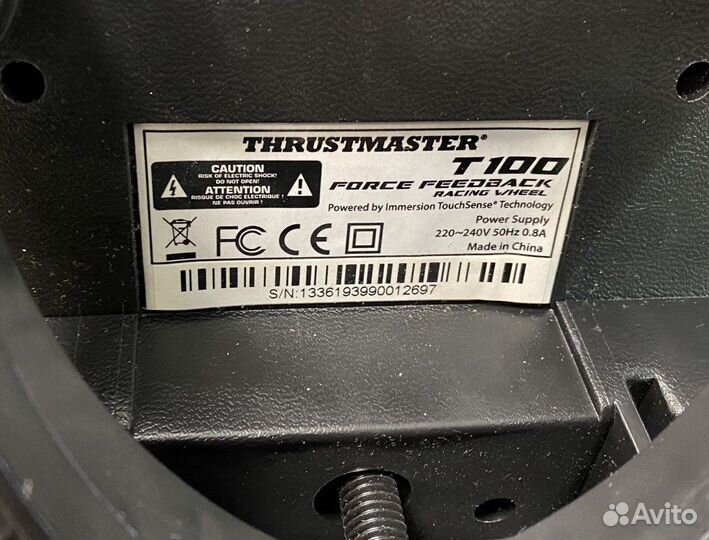 THRUSTMASTER®
T100
FORCE FEEDBACK
RACING WHEEL
CAUTION
RISK OF ELECTRIC SHOCK!
DO NOT OPEN!
ATTENTION
RISQUE DE CHOC ELECTRIQUE
NE PAS OUVRIR!
Powered by Immersion TouchSense® Technology
Power Supply
220~240V 50Hz 0.8A
Made in China
FC CE
S/N:1336193990012697
Avito